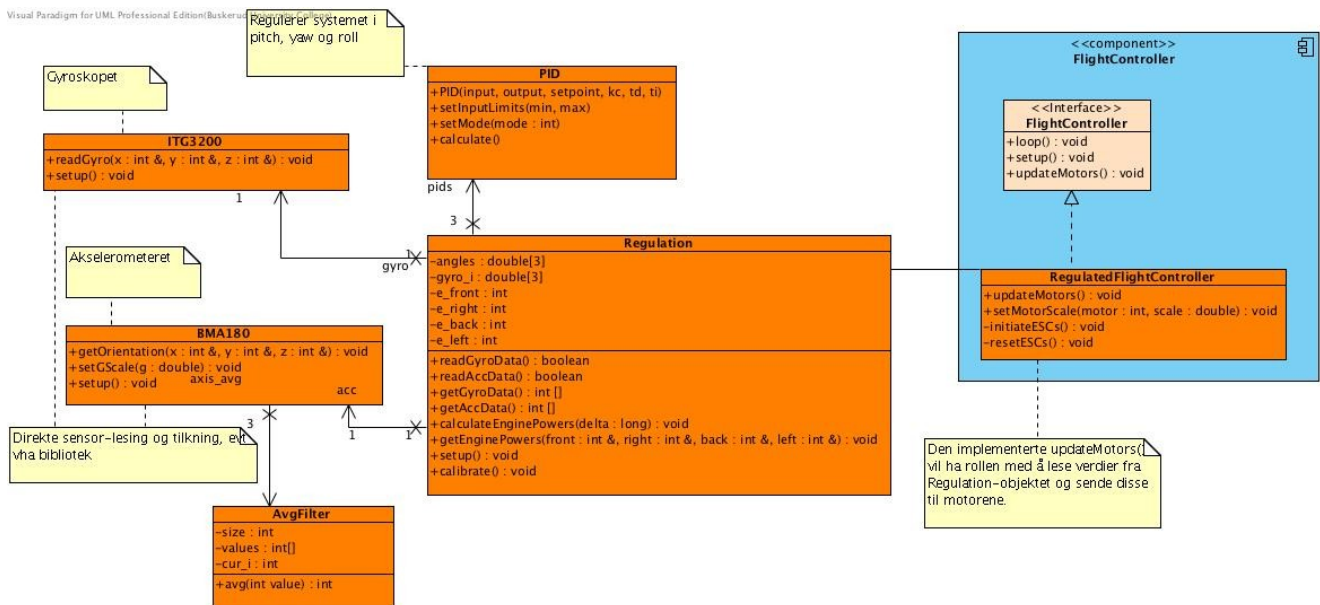 Visual Paradigm for UML Professional Edition(Buskerud University College)
Regulerer systemet i
pitch, yaw og roll
Gyroskopet
ITG3200
+readGyro(x : int &, y : int &, z : int &) : void
+setup() : void
1
PID
+PID(input, output, setpoint, kc, td, ti)
+setInputLimits(min, max)
+setMode(mode : int)
+calculate()
pids
3
<<component>>
FlightController
<<Interface>>
FlightController
+loop() : void
+setup() : void
+updateMotors() : void
Akselerometeret
1
gyro
Regulation
-angles : double[3]
-gyro_i : double[3]
-e_front : int
-e_right : int
-e_back : int
-e_left : int
+readGyroData() : boolean
+readAccData() : boolean
+getGyroData() : int []
+getAccData() : int []
+calculateEnginePowers(delta : long) : void
+getEnginePowers(front : int &, right : int &, back : int &, left : int &) : void
+setup() : void
+calibrate() : void
RegulatedFlightController
+updateMotors() : void
+setMotorScale(motor : int, scale : double) : void
-initiateESCs() : void
-resetESCs() : void
BMA180
+getOrientation(x : int &, y : int &, z : int &) : void
+setGScale(g : double) : void
+setup() : void
axis_avg
acc
3
1
1
Direkte sensor-lesing og tilkning, evt
vha bibliotek
Den implementerte updateMotors()
vil ha rollen med å lese verdier fra
Regulation-objektet og sende disse
til motorene.
AvgFilter
-size : int
-values : int[]
-cur_i : int
+avg(int value) : int